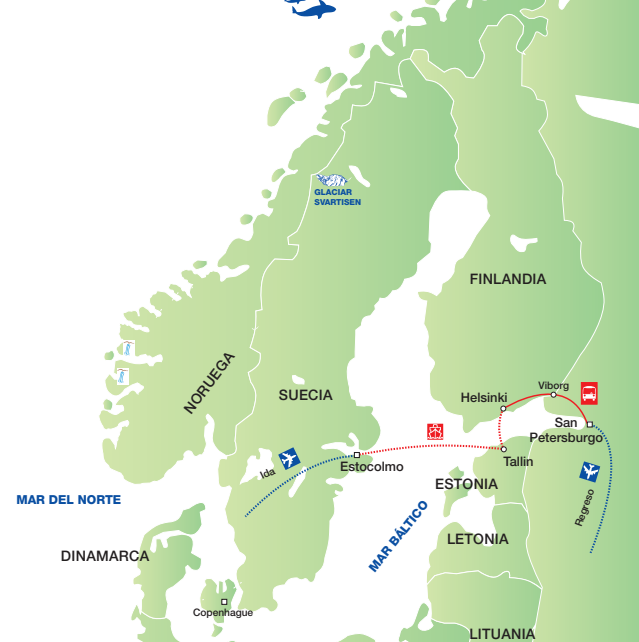 GLACIAR
SVARTISEN
FINLANDIA
NORUEGA
SUECIA
Helsinki
Viborg
San
Petersburgo
Ida
Estocolmo
Tallin
ESTONIA
Regreso
MAR DEL NORTE
MAR BÁLTICO
LETONIA
DINAMARCA
Copenhague
LITUANIA